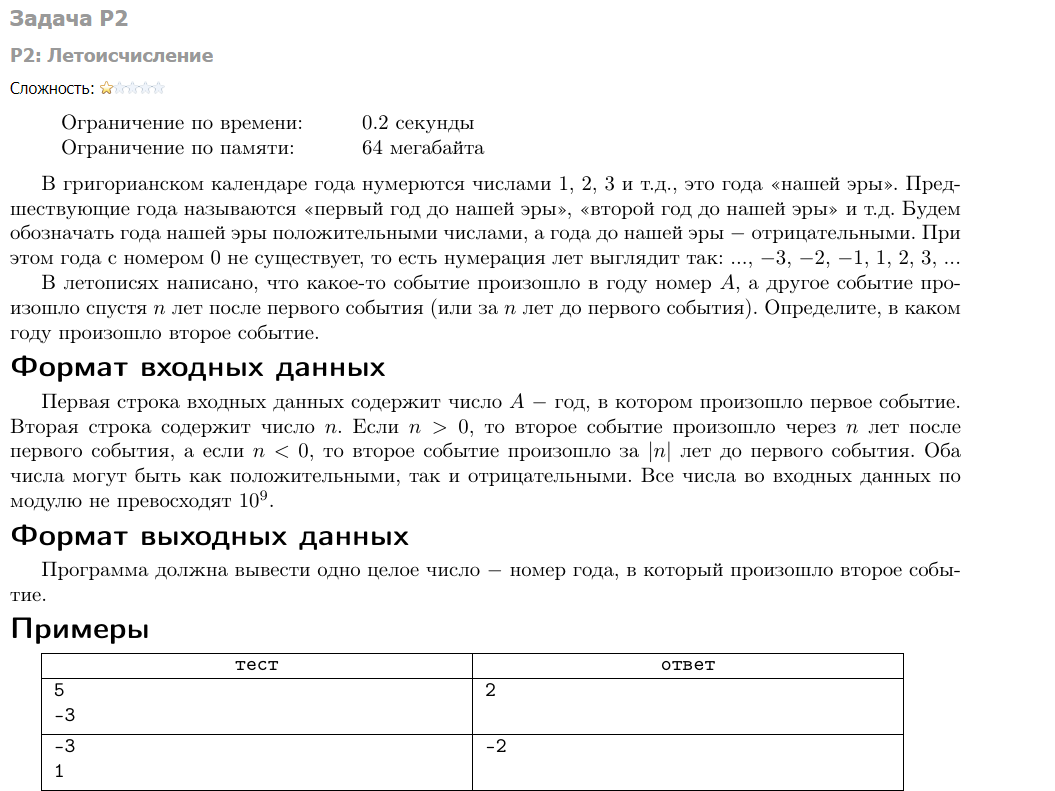 Задача P2
P2: Летоисчисление
Сложность:
Ограничение по времени: 0.2 секунды
Ограничение по памяти: 64 мегабайта
В григорианском календаре года нумерются числами 1, 2, 3 и т.д., это года «нашей эры». Пред-
шествующие года называются «первый год до нашей эры», «второй год до нашей эры» и т.д. Будем
обозначать года нашей эры положительными числами, а года до нашей эры − отрицательными. При
этом года с номером 0 не существует, то есть нумерация лет выглядит так: ..., −3, −2, −1, 1, 2, 3, ...
В летописях написано, что какое-то событие произошло в году номер A, а другое событие про-
изошло спустя n лет после первого события (или за n лет до первого события). Определите, в каком
году произошло второе событие.
Формат входных данных
Первая строка входных данных содержит число A − год, в котором произошло первое событие.
Вторая строка содержит число n. Если n > 0, то второе событие произошло через n лет после
первого события, а если n < 0, то второе событие произошло за |n| лет до первого события. Оба
числа могут быть как положительными, так и отрицательными. Все числа во входных данных по
модулю не превосходят 10⁹.
Формат выходных данных
Программа должна вывести одно целое число − номер года, в который произошло второе собы-
тие.
Примеры
тест ответ
5 2
-3
-3 -2
1